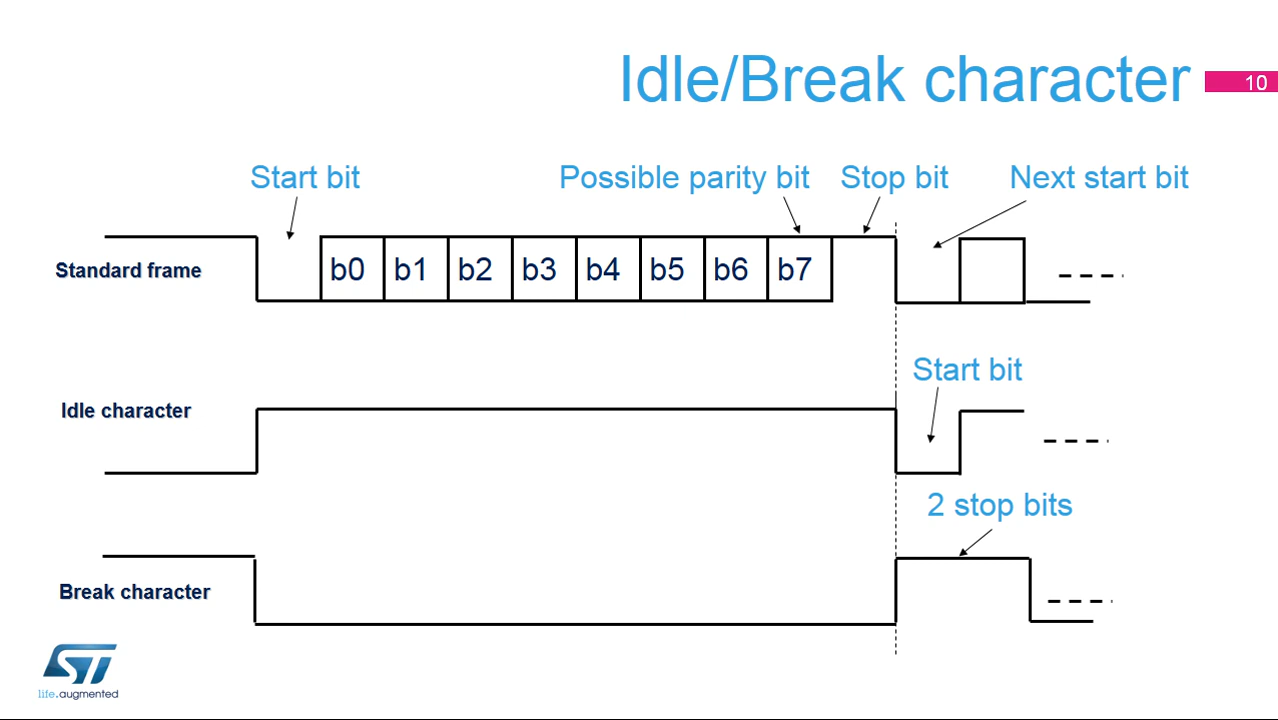 Idle/Break character
10
Start bit
Possible parity bit
Stop bit
Next start bit
Standard frame
b0
b1
b2
b3
b4
b5
b6
b7
Start bit
Idle character
2 stop bits
Break character
ST
life.augmented